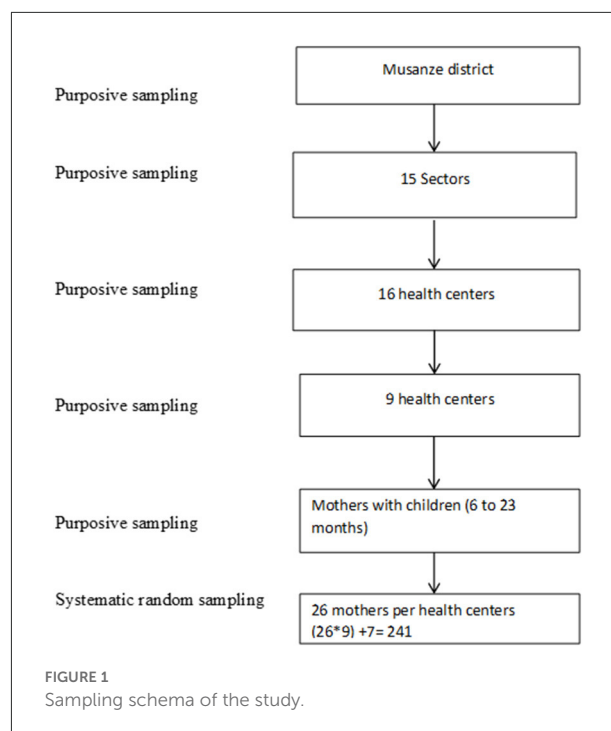 Musanze district
Purposive sampling
Purposive sampling
15 Sectors
Purposive sampling
16 health centers
Purposive sampling
9 health centers
Purposive sampling
Mothers with children (6 to 23
months)
Systematic random sampling
26 mothers per health centers
(26*9) +7= 241
FIGURE 1
Sampling schema of the study.